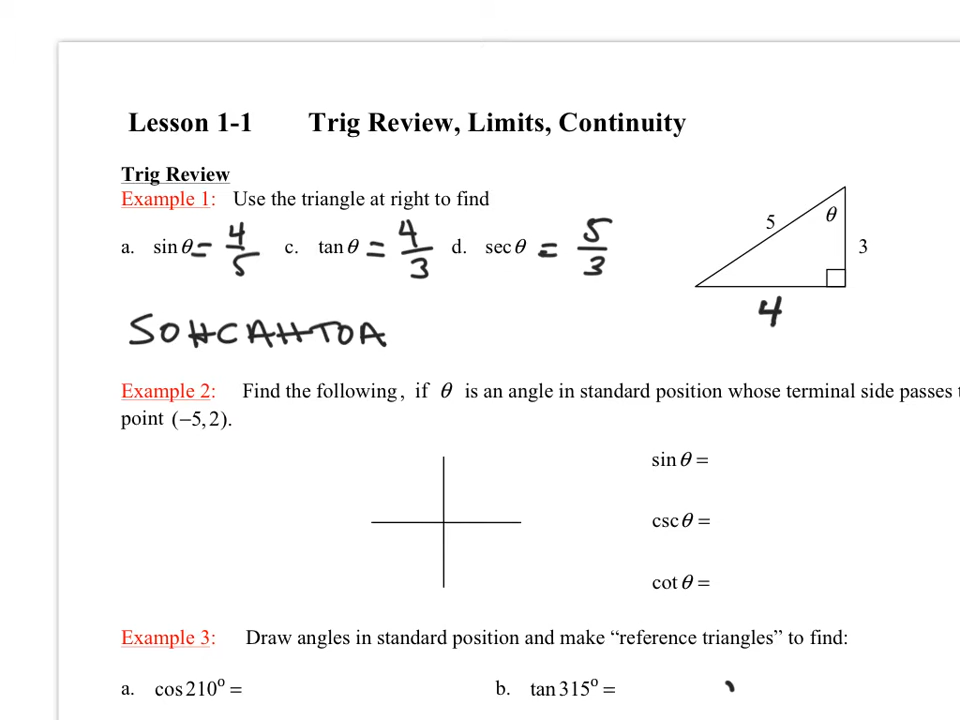 Lesson 1-1 Trig Review, Limits, Continuity
Trig Review
Example 1: Use the triangle at right to find
a. sin θ = 4/5 c. tan θ = 4/3 d. sec θ = 5/3
5
θ
3
4
SOHCAHTOA
Example 2: Find the following, if θ is an angle in standard position whose terminal side passes
point (−5, 2).
sin θ =
csc θ =
cot θ =
Example 3: Draw angles in standard position and make “reference triangles” to find:
a. cos 210° = b. tan 315° =